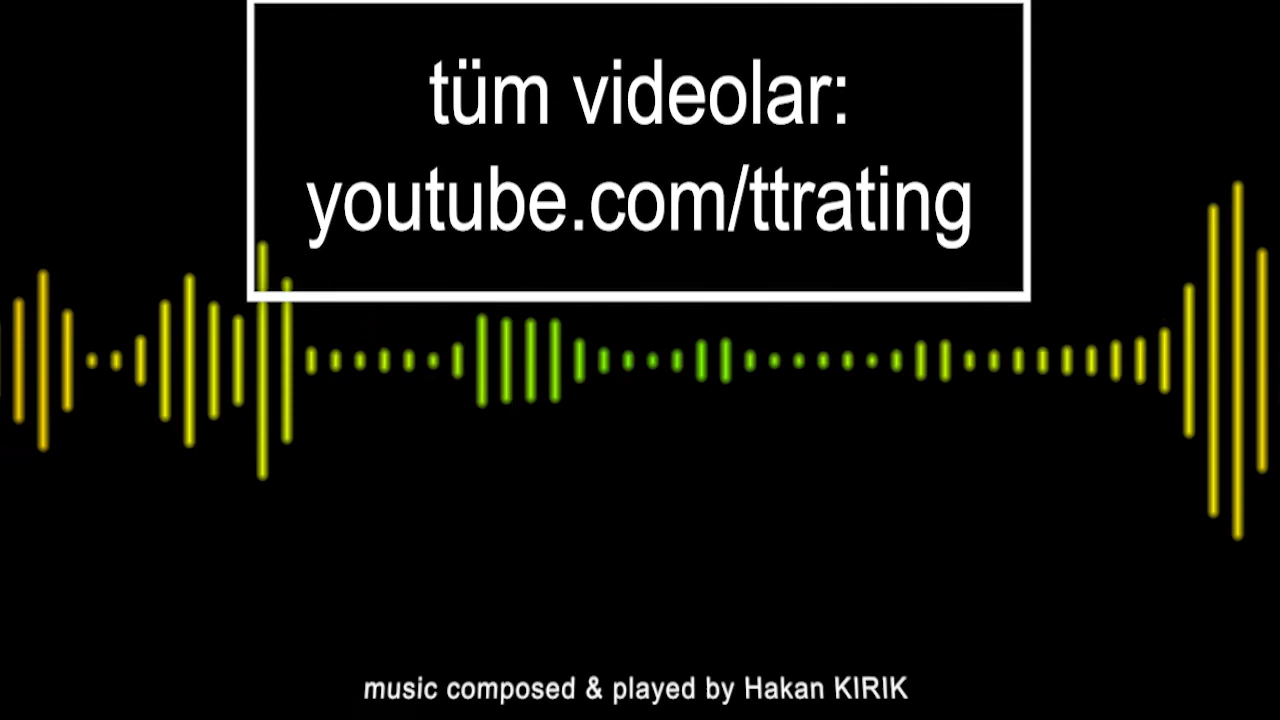 tüm videolar:
youtube.com/ttrating
music composed & played by Hakan KIRIK